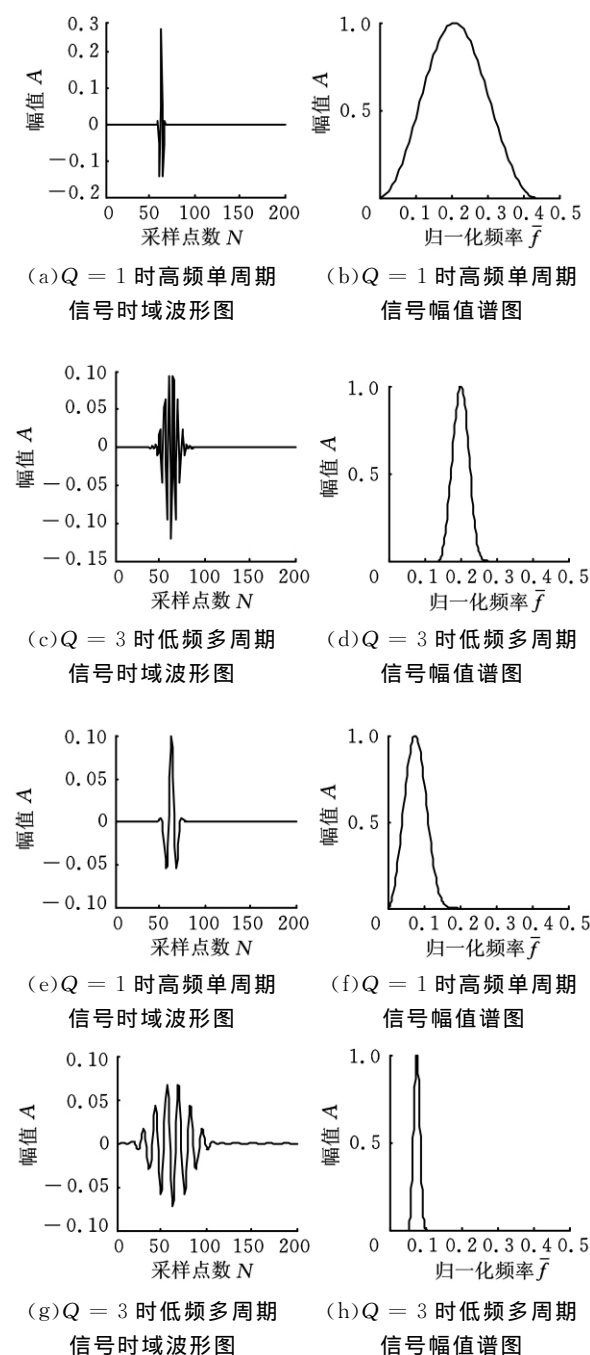 0.3
0.2
0.1
0
−0.1
−0.2
幅值 A
0 50 100 150 200
采样点数 N
1.0
0.5
幅值 A
0 0.1 0.2 0.3 0.4 0.5
归一化频率 f̄
(a)Q = 1 时高频单周期
信号时域波形图
(b)Q = 1 时高频单周期
信号幅值谱图
0.10
0.05
0
−0.05
−0.10
−0.15
幅值 A
0 50 100 150 200
采样点数 N
1.0
0.5
幅值 A
0 0.1 0.2 0.3 0.4 0.5
归一化频率 f̄
(c)Q = 3 时低频多周期
信号时域波形图
(d)Q = 3 时低频多周期
信号幅值谱图
0.10
0.05
0
−0.05
−0.10
幅值 A
0 50 100 150 200
采样点数 N
1.0
0.5
幅值 A
0 0.1 0.2 0.3 0.4 0.5
归一化频率 f̄
(e)Q = 1 时高频单周期
信号时域波形图
(f)Q = 1 时高频单周期
信号幅值谱图
0.10
0.05
0
−0.05
−0.10
幅值 A
0 50 100 150 200
采样点数 N
1.0
0.5
幅值 A
0 0.1 0.2 0.3 0.4 0.5
归一化频率 f̄
(g)Q = 3 时低频多周期
信号时域波形图
(h)Q = 3 时低频多周期
信号幅值谱图